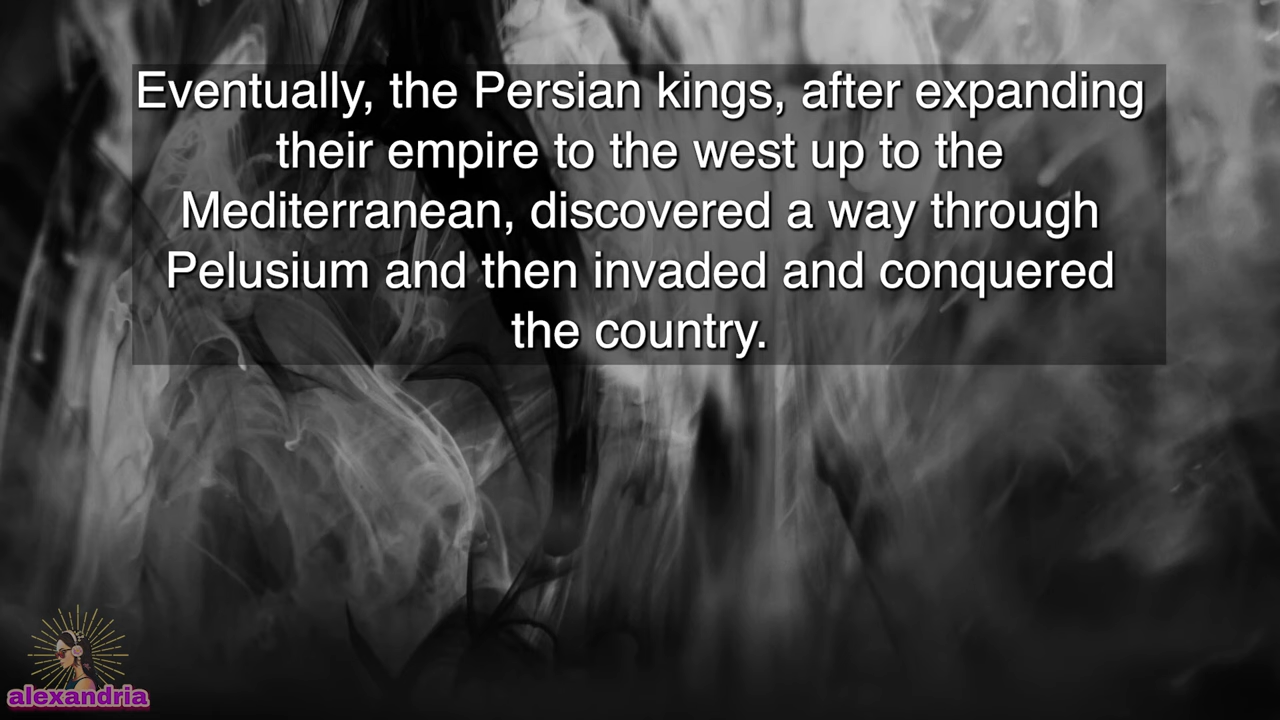 Eventually, the Persian kings, after expanding
their empire to the west up to the
Mediterranean, discovered a way through
Pelusium and then invaded and conquered
the country.
alexandria